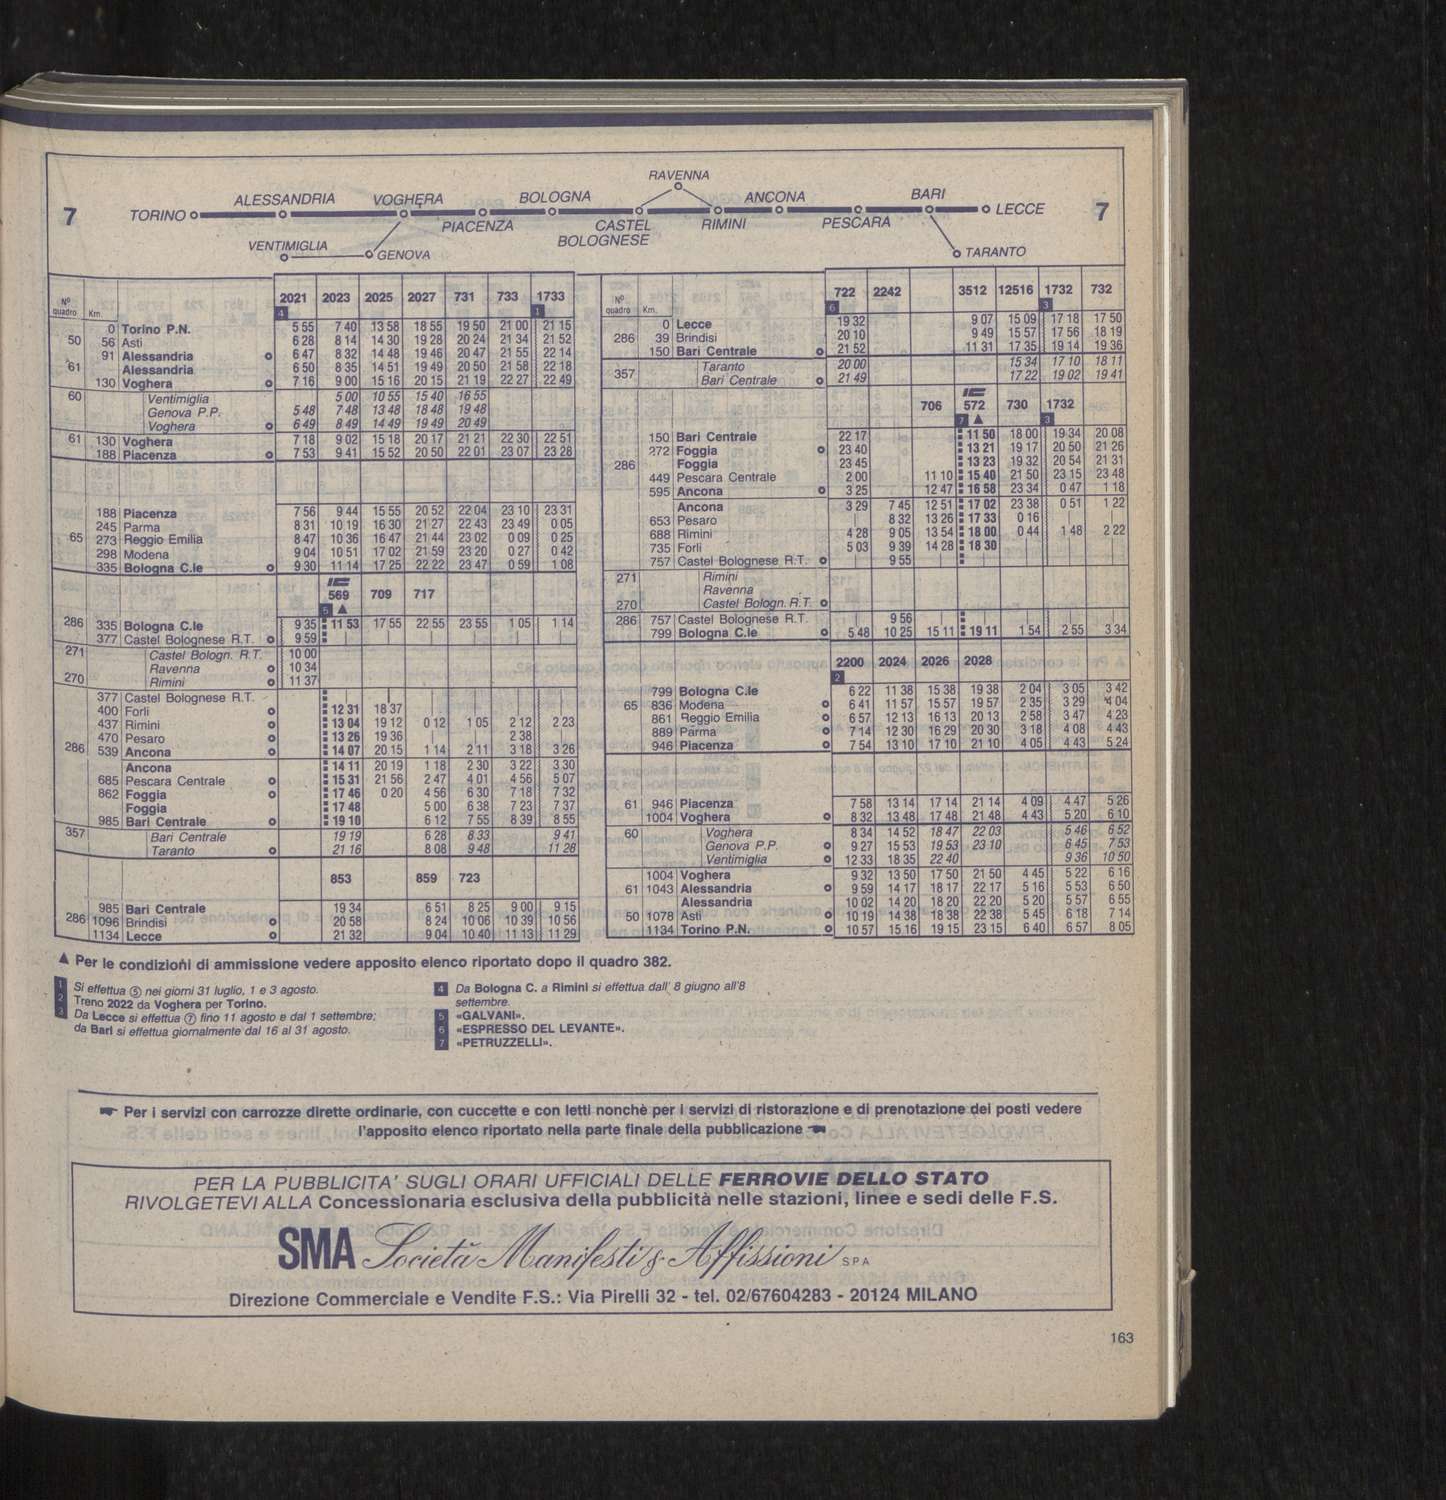 7
TORINO ALESSANDRIA VOGHERA PIACENZA BOLOGNA CASTEL BOLOGNESE RAVENNA RIMINI ANCONA PESCARA BARI LECCE
7
VENTIMIGLIA GENOVA TARANTO
Nº quadro Km. 2021 2023 2025 2027 731 733 1733
4 1
0 Torino P.N. 5 55 7 40 13 58 18 55 19 50 21 00 21 15
50 56 Asti 6 28 8 14 14 30 19 28 20 24 21 34 21 52
91 Alessandria 6 47 8 32 14 48 19 46 20 47 21 55 22 14
61 Alessandria 6 50 8 35 14 51 19 49 20 50 21 58 22 18
130 Voghera 7 16 9 00 15 16 20 15 21 19 22 27 22 49
60 Ventimiglia 5 00 10 55 15 40 16 55
Genova P.P. 5 48 7 48 13 48 18 48 19 48
Voghera 6 49 8 49 14 49 19 49 20 49
61 130 Voghera 7 18 9 02 15 18 20 17 21 21 22 30 22 51
188 Piacenza 7 53 9 41 15 52 20 50 22 01 23 07 23 28
188 Piacenza 7 56 9 44 15 55 20 52 22 04 23 10 23 31
245 Parma 8 31 10 19 16 30 21 27 22 43 23 49 0 05
65 273 Reggio Emilia 8 47 10 36 16 47 21 44 23 02 0 09 0 25
298 Modena 9 04 10 51 17 02 21 59 23 20 0 27 0 42
335 Bologna C.le 9 30 11 14 17 25 22 22 23 47 0 59 1 08
IC
569 709 717
5 ▲
286 335 Bologna C.le 9 35 11 53 17 55 22 55 23 55 1 05 1 14
377 Castel Bolognese R.T. 9 59
271 Castel Bologn. R.T. 10 00
Ravenna 10 34
270 Rimini 11 37
377 Castel Bolognese R.T.
400 Forlì 12 31 18 37
437 Rimini 13 04 19 12 0 12 1 05 2 12 2 23
470 Pesaro 13 26 19 36 2 38
286 539 Ancona 14 07 20 15 1 14 2 11 3 18 3 26
Ancona 14 11 20 19 1 18 2 30 3 22 3 30
685 Pescara Centrale 15 31 21 56 2 47 4 01 4 56 5 07
862 Foggia 17 46 0 20 4 56 6 30 7 18 7 32
Foggia 17 48 5 00 6 38 7 23 7 37
985 Bari Centrale 19 10 6 12 7 55 8 39 8 55
357 Bari Centrale 19 19 6 28 8 33 9 41
Taranto 21 16 8 08 9 48 11 26
853 859 723
985 Bari Centrale 19 34 6 51 8 25 9 00 9 15
286 1096 Brindisi 20 58 8 24 10 06 10 39 10 56
1134 Lecce 21 32 9 04 10 40 11 13 11 29
Nº quadro Km. 722 2242 3512 12516 1732 732
6 3
0 Lecce 19 32 9 07 15 09 17 18 17 50
286 39 Brindisi 20 10 9 49 15 57 17 56 18 19
150 Bari Centrale 21 52 11 31 17 35 19 14 19 36
357 Taranto 20 00 15 34 17 10 18 11
Bari Centrale 21 49 17 22 19 02 19 41
IC
706 572 730 1732
7 ▲ 3
150 Bari Centrale 22 17 11 50 18 00 19 34 20 08
272 Foggia 23 40 13 21 19 17 20 50 21 26
286 Foggia 23 45 13 23 19 32 20 54 21 31
449 Pescara Centrale 2 00 11 10 15 40 21 50 23 15 23 48
595 Ancona 3 25 12 47 16 58 23 34 0 47 1 18
Ancona 3 29 7 45 12 51 17 02 23 38 0 51 1 22
653 Pesaro 8 32 13 26 17 33 0 16
688 Rimini 4 28 9 05 13 54 18 00 0 44 1 48 2 22
735 Forlì 5 03 9 39 14 28 18 30
757 Castel Bolognese R.T. 9 55
271 Rimini
Ravenna
270 Castel Bologn. R.T.
286 757 Castel Bolognese R.T. 9 56
799 Bologna C.le 5 48 10 25 15 11 19 11 1 54 2 55 3 34
2200 2024 2026 2028
2
799 Bologna C.le 6 22 11 38 15 38 19 38 2 04 3 05 3 42
65 836 Modena 6 41 11 57 15 57 19 57 2 35 3 29 4 04
861 Reggio Emilia 6 57 12 13 16 13 20 13 2 58 3 47 4 23
889 Parma 7 14 12 30 16 29 20 30 3 18 4 08 4 43
946 Piacenza 7 54 13 10 17 10 21 10 4 05 4 43 5 24
61 946 Piacenza 7 58 13 14 17 14 21 14 4 09 4 47 5 26
1004 Voghera 8 32 13 48 17 48 21 48 4 43 5 20 6 10
60 Voghera 8 34 14 52 18 47 22 03 5 46 6 52
Genova P.P. 9 27 15 53 19 53 23 10 6 45 7 53
Ventimiglia 12 33 18 35 22 40 9 36 10 50
1004 Voghera 9 32 13 50 17 50 21 50 4 45 5 22 6 16
61 1043 Alessandria 9 59 14 17 18 17 22 17 5 16 5 53 6 50
Alessandria 10 02 14 20 18 20 22 20 5 20 5 57 6 55
50 1078 Asti 10 19 14 38 18 38 22 38 5 45 6 18 7 14
1134 Torino P.N. 10 57 15 16 19 15 23 15 6 40 6 57 8 05
▲ Per le condizioni di ammissione vedere apposito elenco riportato dopo il quadro 382.
1 Si effettua ⑤ nei giorni 31 luglio, 1 e 3 agosto.
2 Treno 2022 da Voghera per Torino.
3 Da Lecce si effettua ⑦ fino 11 agosto e dal 1 settembre;
da Bari si effettua giornalmente dal 16 al 31 agosto.
4 Da Bologna C. a Rimini si effettua dall' 8 giugno all'8
settembre.
5 «GALVANI».
6 «ESPRESSO DEL LEVANTE».
7 «PETRUZZELLI».
Per i servizi con carrozze dirette ordinarie, con cuccette e con letti nonchè per i servizi di ristorazione e di prenotazione dei posti vedere
l'apposito elenco riportato nella parte finale della pubblicazione
PER LA PUBBLICITA' SUGLI ORARI UFFICIALI DELLE FERROVIE DELLO STATO
RIVOLGETEVI ALLA Concessionaria esclusiva della pubblicità nelle stazioni, linee e sedi delle F.S.
SMA Società Manifesti & Affissioni SPA
Direzione Commerciale e Vendite F.S.: Via Pirelli 32 - tel. 02/67604283 - 20124 MILANO
163